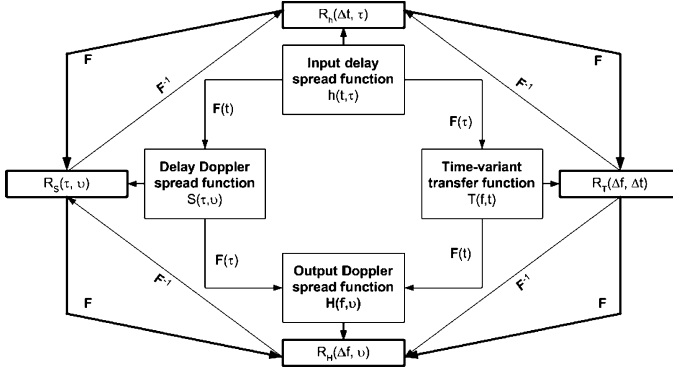 Rh(Δt, τ)
F
F
Input delay
spread function
h(t,τ)
F-1
F-1
F(t)
F(τ)
RS(τ, υ)
Delay Doppler
spread function
S(τ,υ)
Time-variant
transfer function
T(f,t)
RT(Δf, Δt)
F(τ)
F(t)
Output Doppler
spread function
H(f,υ)
F-1
F-1
F
F
RH(Δf, υ)